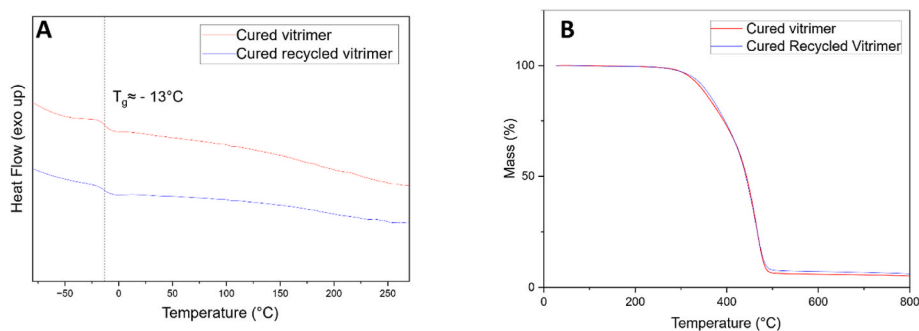 A
Cured vitrimer
Cured recycled vitrimer
Tg≈ - 13°C
Heat Flow (exo up)
−50 0 50 100 150 200 250
Temperature (°C)
B
Cured vitrimer
Cured Recycled Vitrimer
100
50
0
Mass (%)
0 200 400 600 800
Temperature (°C)